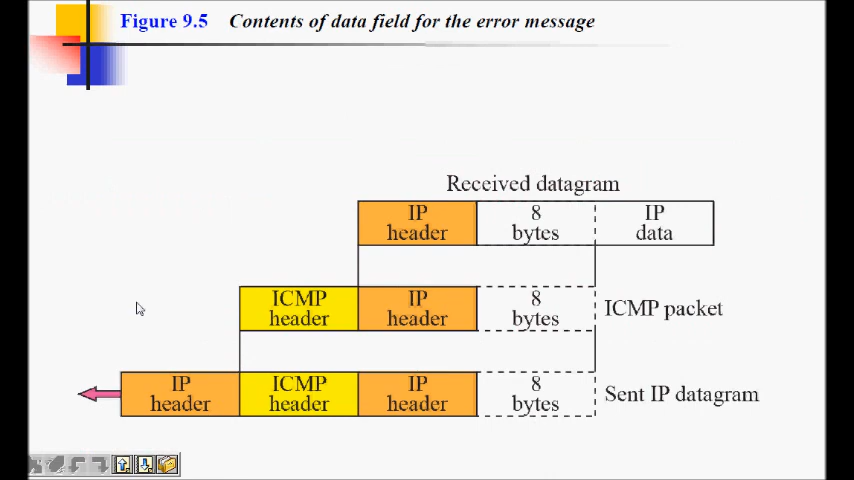 Figure 9.5 Contents of data field for the error message
Received datagram
IP header
8 bytes
IP data
ICMP header
IP header
8 bytes
ICMP packet
IP header
ICMP header
IP header
8 bytes
Sent IP datagram